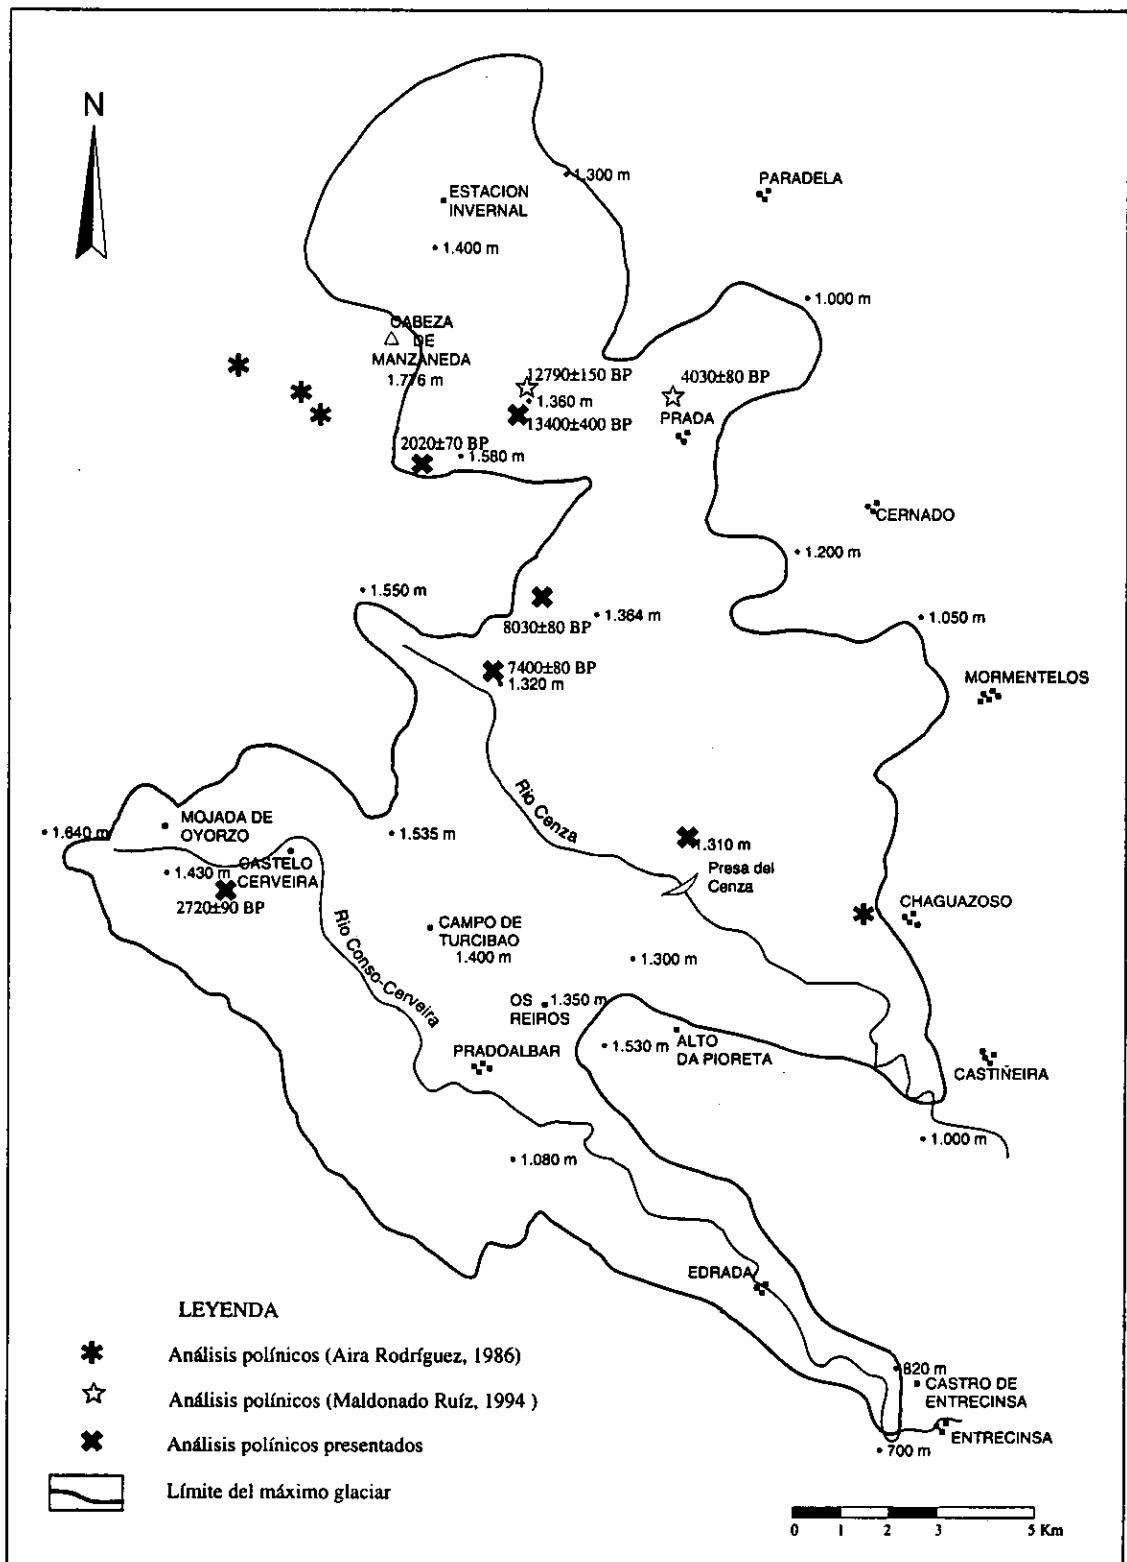 N
1.300 m
PARADELA
ESTACION
INVERNAL
1.400 m
1.000 m
CABEZA
DE
MANZANEDA
1.776 m
12790±150 BP
1.360 m
13400±400 BP
4030±80 BP
PRADA
2020±70 BP
1.580 m
CERNADO
1.200 m
1.550 m
8030±80 BP
1.364 m
1.050 m
7400±80 BP
1.320 m
MORMENTELOS
Rio Cenza
MOJADA DE
OYORZO
1.640 m
1.535 m
1.310 m
1.430 m
CASTELO
CERVEIRA
2720±90 BP
Presa del
Cenza
CHAGUAZOSO
Rio Conso-Cerveira
CAMPO DE
TURCIBAO
1.400 m
1.300 m
OS
REIROS
1.350 m
1.530 m
ALTO
DA PIORETA
PRADOALBAR
CASTIÑEIRA
1.000 m
1.080 m
EDRADA
820 m
CASTRO DE
ENTRECINSA
ENTRECINSA
700 m
LEYENDA
Análisis polínicos (Aira Rodríguez, 1986)
Análisis polínicos (Maldonado Ruíz, 1994 )
Análisis polínicos presentados
Límite del máximo glaciar
0 1 2 3 5 Km